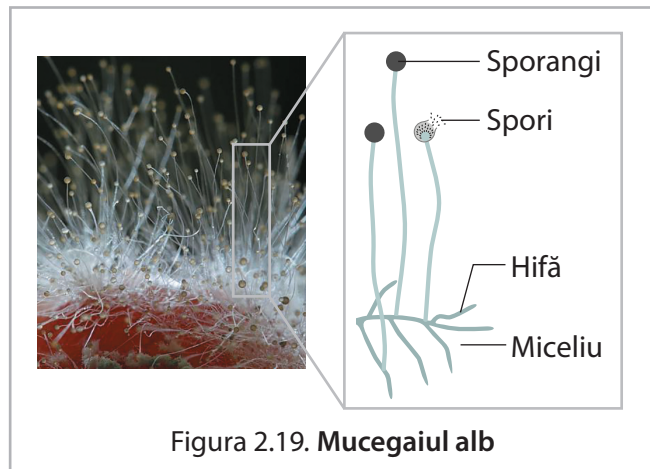 Sporangi
Spori
Hifă
Miceliu
Figura 2.19. Mucegaiul alb